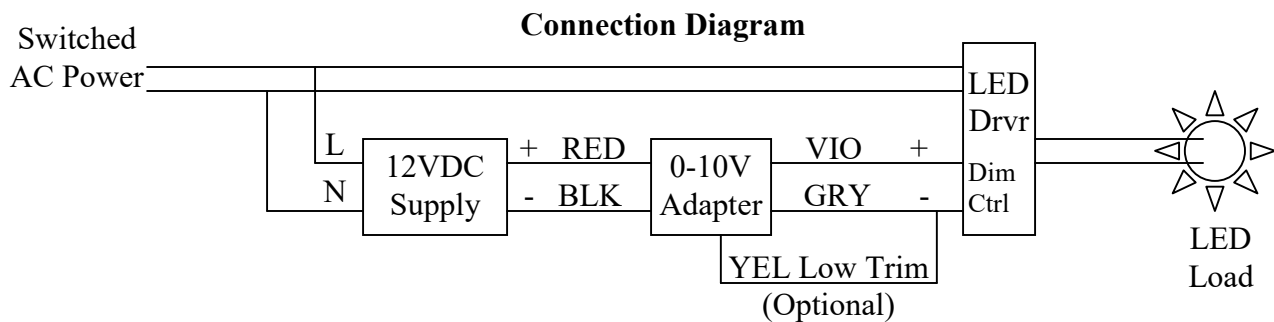 Connection Diagram
Switched
AC Power
LED
Drvr
L
N
12VDC
Supply
+ RED
- BLK
0-10V
Adapter
VIO +
GRY -
Dim
Ctrl
YEL Low Trim
(Optional)
LED
Load